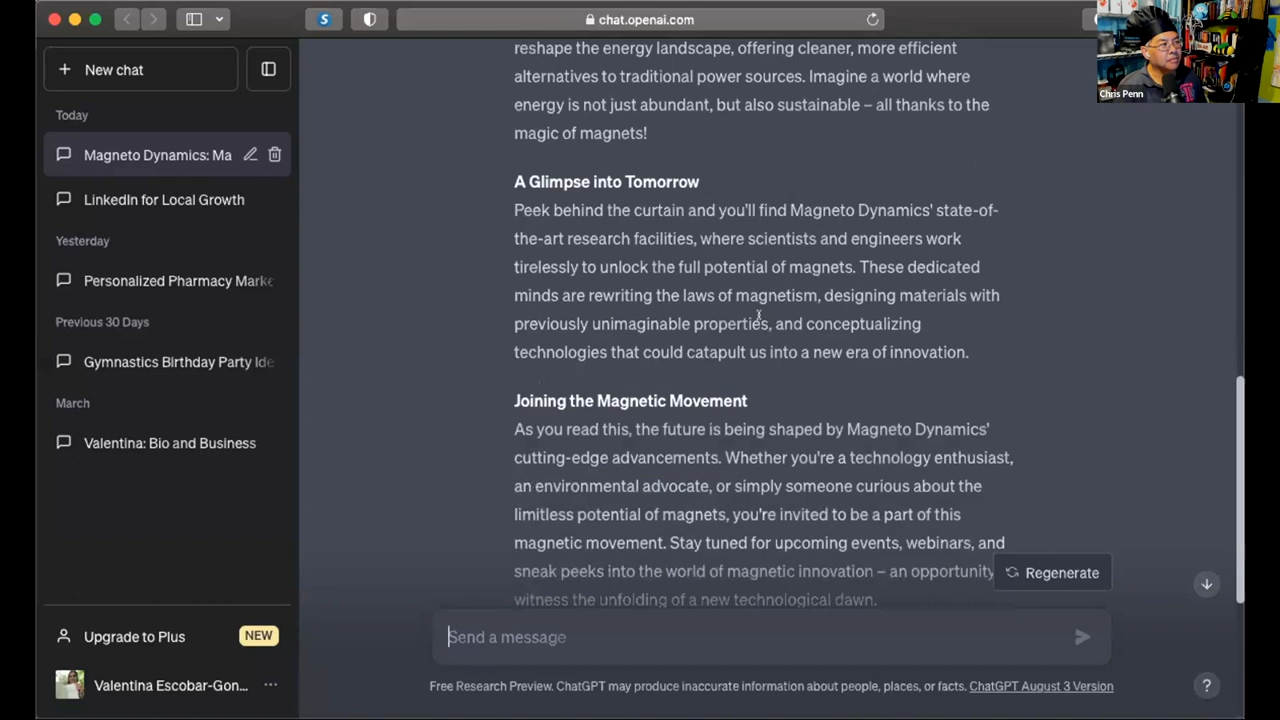 chat.openai.com
Chris Penn
New chat
Today
Magneto Dynamics: Ma
LinkedIn for Local Growth
Yesterday
Personalized Pharmacy Marke
Previous 30 Days
Gymnastics Birthday Party Ide
March
Valentina: Bio and Business
Upgrade to Plus
NEW
Valentina Escobar-Gon...
reshape the energy landscape, offering cleaner, more efficient
alternatives to traditional power sources. Imagine a world where
energy is not just abundant, but also sustainable – all thanks to the
magic of magnets!
A Glimpse into Tomorrow
Peek behind the curtain and you'll find Magneto Dynamics' state-of-
the-art research facilities, where scientists and engineers work
tirelessly to unlock the full potential of magnets. These dedicated
minds are rewriting the laws of magnetism, designing materials with
previously unimaginable properties, and conceptualizing
technologies that could catapult us into a new era of innovation.
Joining the Magnetic Movement
As you read this, the future is being shaped by Magneto Dynamics'
cutting-edge advancements. Whether you're a technology enthusiast,
an environmental advocate, or simply someone curious about the
limitless potential of magnets, you're invited to be a part of this
magnetic movement. Stay tuned for upcoming events, webinars, and
sneak peeks into the world of magnetic innovation – an opportunity
witness the unfolding of a new technological dawn.
Regenerate
Send a message
Free Research Preview. ChatGPT may produce inaccurate information about people, places, or facts. ChatGPT August 3 Version
?